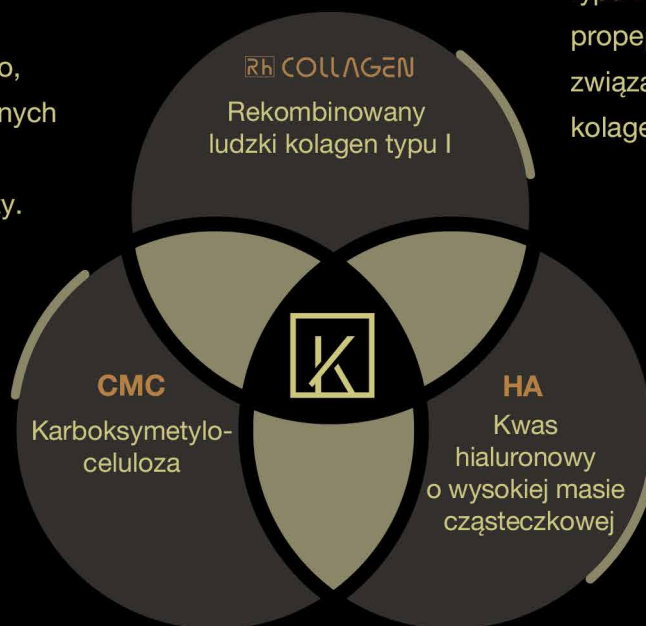 Rh COLLAGEN
Rekombinowany
ludzki kolagen typu I
nych
y.
prope
związa
kolage
CMC
Karboksymetylo-
celuloza
K
HA
Kwas
hialuronowy
o wysokiej masie
cząsteczkowej